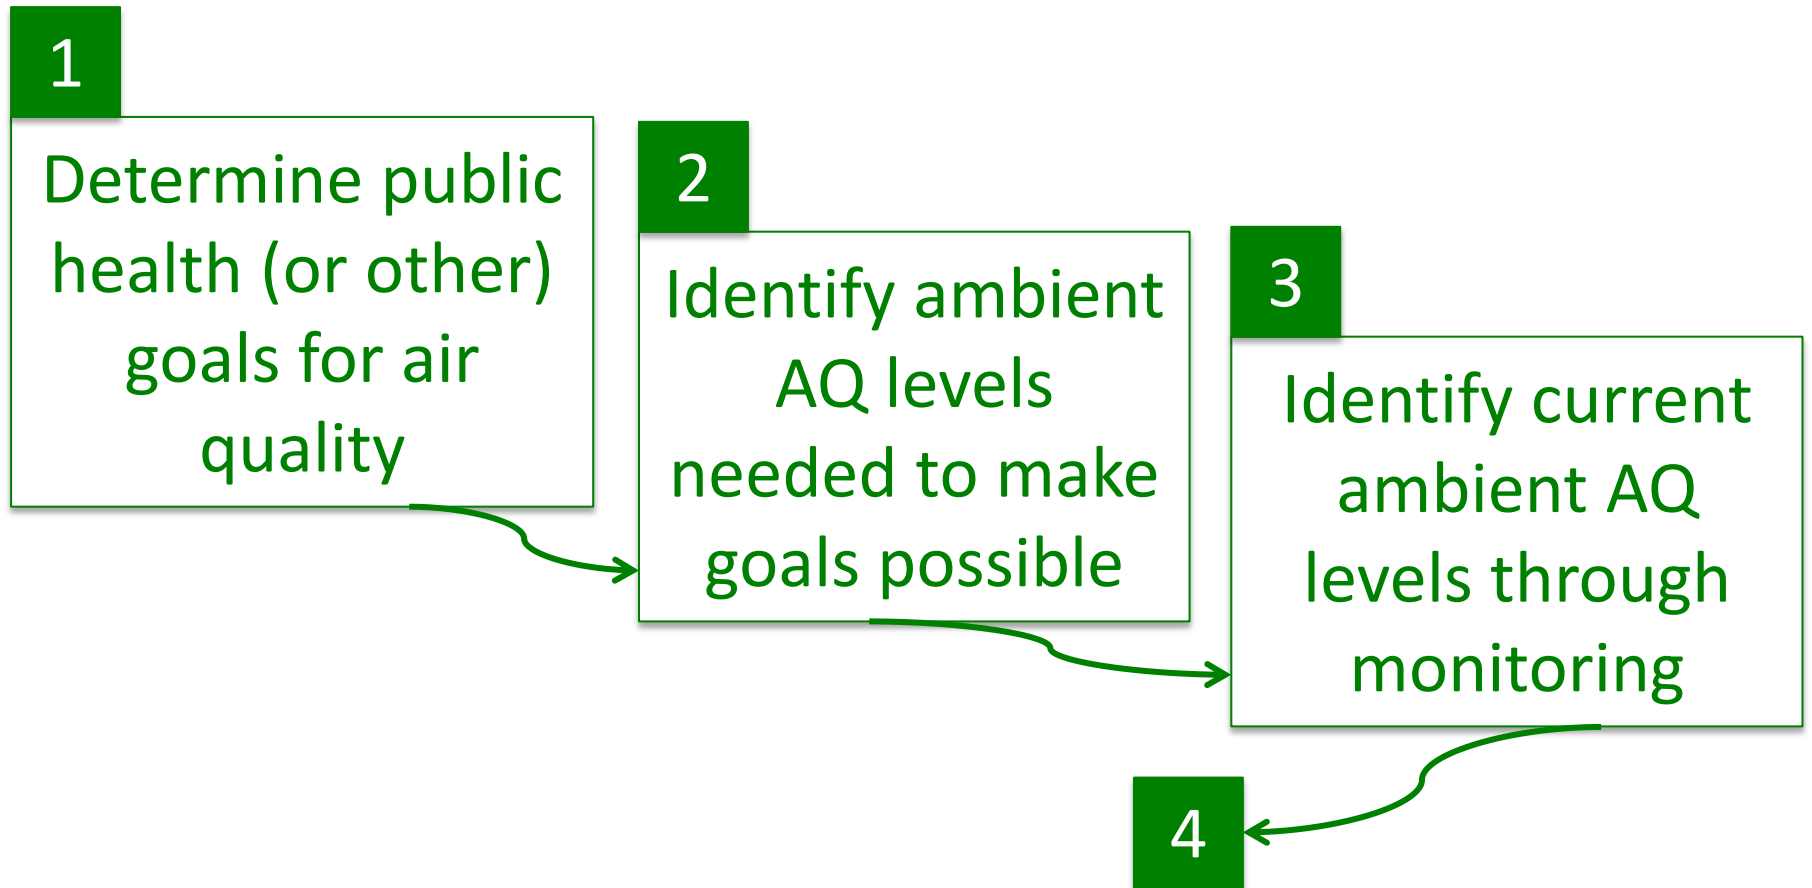 1
Determine public
health (or other)
goals for air
quality
2
Identify ambient
AQ levels
needed to make
goals possible
3
Identify current
ambient AQ
levels through
monitoring
4